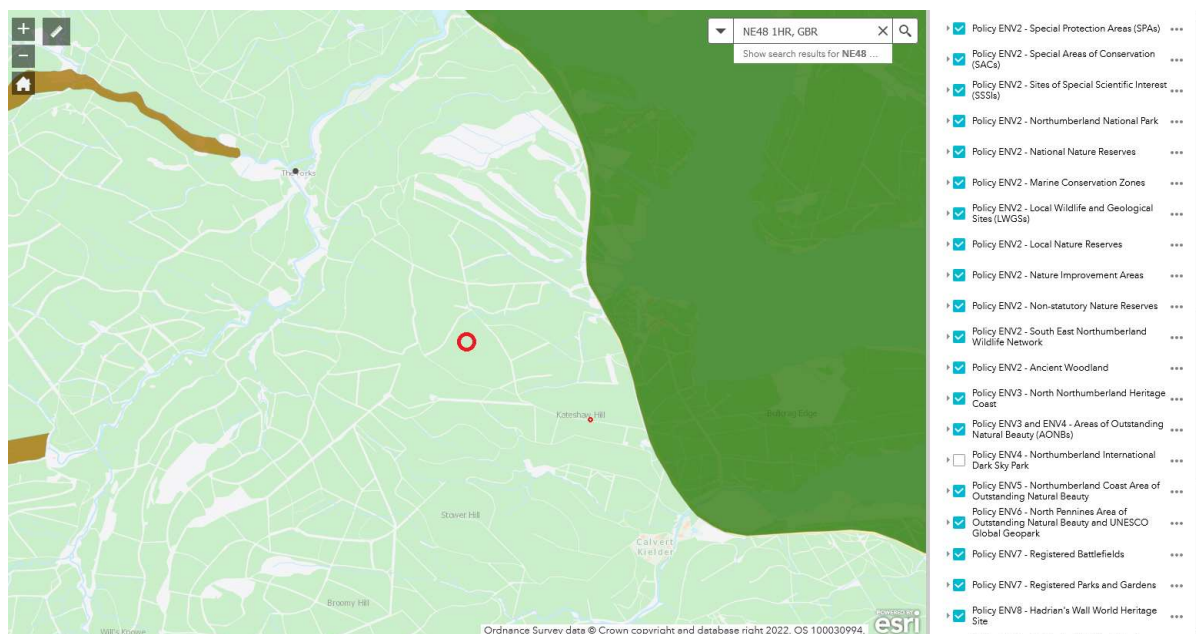 +
−
NE48 1HR, GBR
Show search results for NE48 ...
The Forks
Kateshaw Hill
Stower Hill
Calvert
Kielder
Broomy Hill
Will's Knowe
POWERED BY
esri
Ordnance Survey data © Crown copyright and database right 2022. OS 100030994.
Policy ENV2 - Special Protection Areas (SPAs)
Policy ENV2 - Special Areas of Conservation
(SACs)
Policy ENV2 - Sites of Special Scientific Interest
(SSSIs)
Policy ENV2 - Northumberland National Park
Policy ENV2 - National Nature Reserves
Policy ENV2 - Marine Conservation Zones
Policy ENV2 - Local Wildlife and Geological
Sites (LWGSs)
Policy ENV2 - Local Nature Reserves
Policy ENV2 - Nature Improvement Areas
Policy ENV2 - Non-statutory Nature Reserves
Policy ENV2 - South East Northumberland
Wildlife Network
Policy ENV2 - Ancient Woodland
Policy ENV3 - North Northumberland Heritage
Coast
Policy ENV3 and ENV4 - Areas of Outstanding
Natural Beauty (AONBs)
Policy ENV4 - Northumberland International
Dark Sky Park
Policy ENV5 - Northumberland Coast Area of
Outstanding Natural Beauty
Policy ENV6 - North Pennines Area of
Outstanding Natural Beauty and UNESCO
Global Geopark
Policy ENV7 - Registered Battlefields
Policy ENV7 - Registered Parks and Gardens
Policy ENV8 - Hadrian's Wall World Heritage
Site